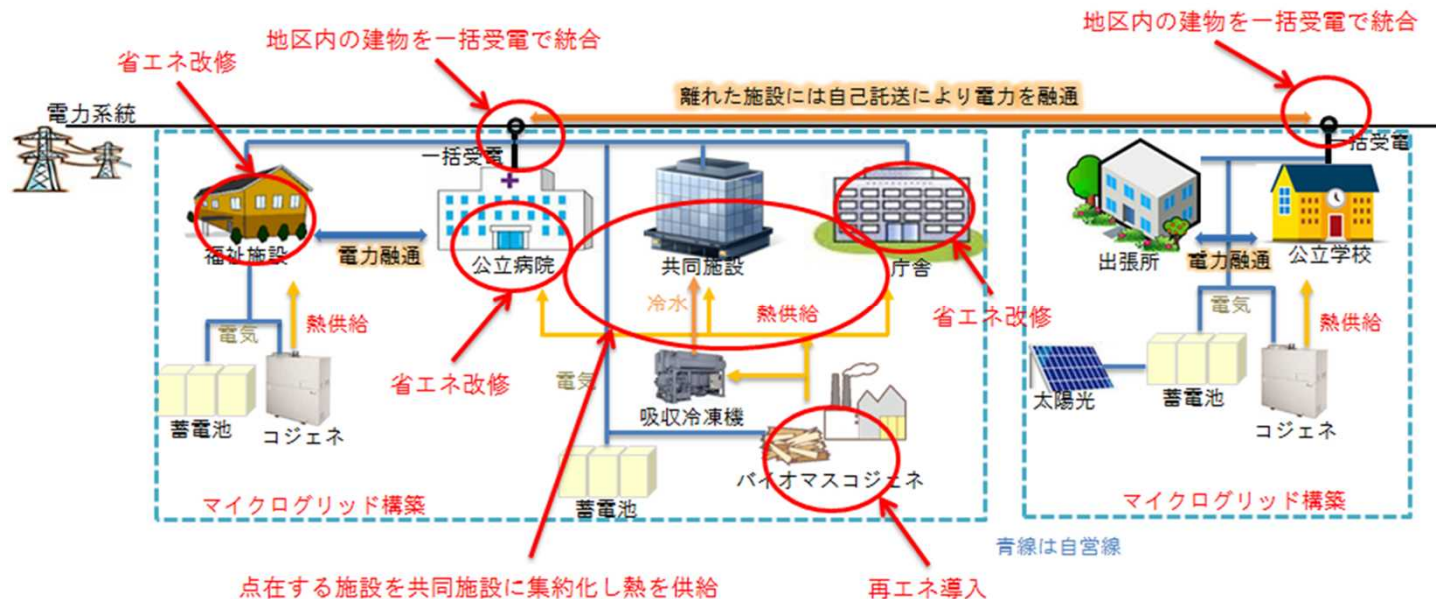 地区内の建物を一括受電で統合
地区内の建物を一括受電で統合
省エネ改修
離れた施設には自己託送により電力を融通
電力系統
一括受電
一括受電
福祉施設
電力融通
公立病院
共同施設
庁舎
出張所
電力融通
公立学校
冷水
熱供給
省エネ改修
電気
熱供給
電気
熱供給
省エネ改修
電気
吸収冷凍機
太陽光
蓄電池
コジェネ
蓄電池
コジェネ
バイオマスコジェネ
マイクログリッド構築
蓄電池
マイクログリッド構築
青線は自営線
点在する施設を共同施設に集約化し熱を供給
再エネ導入